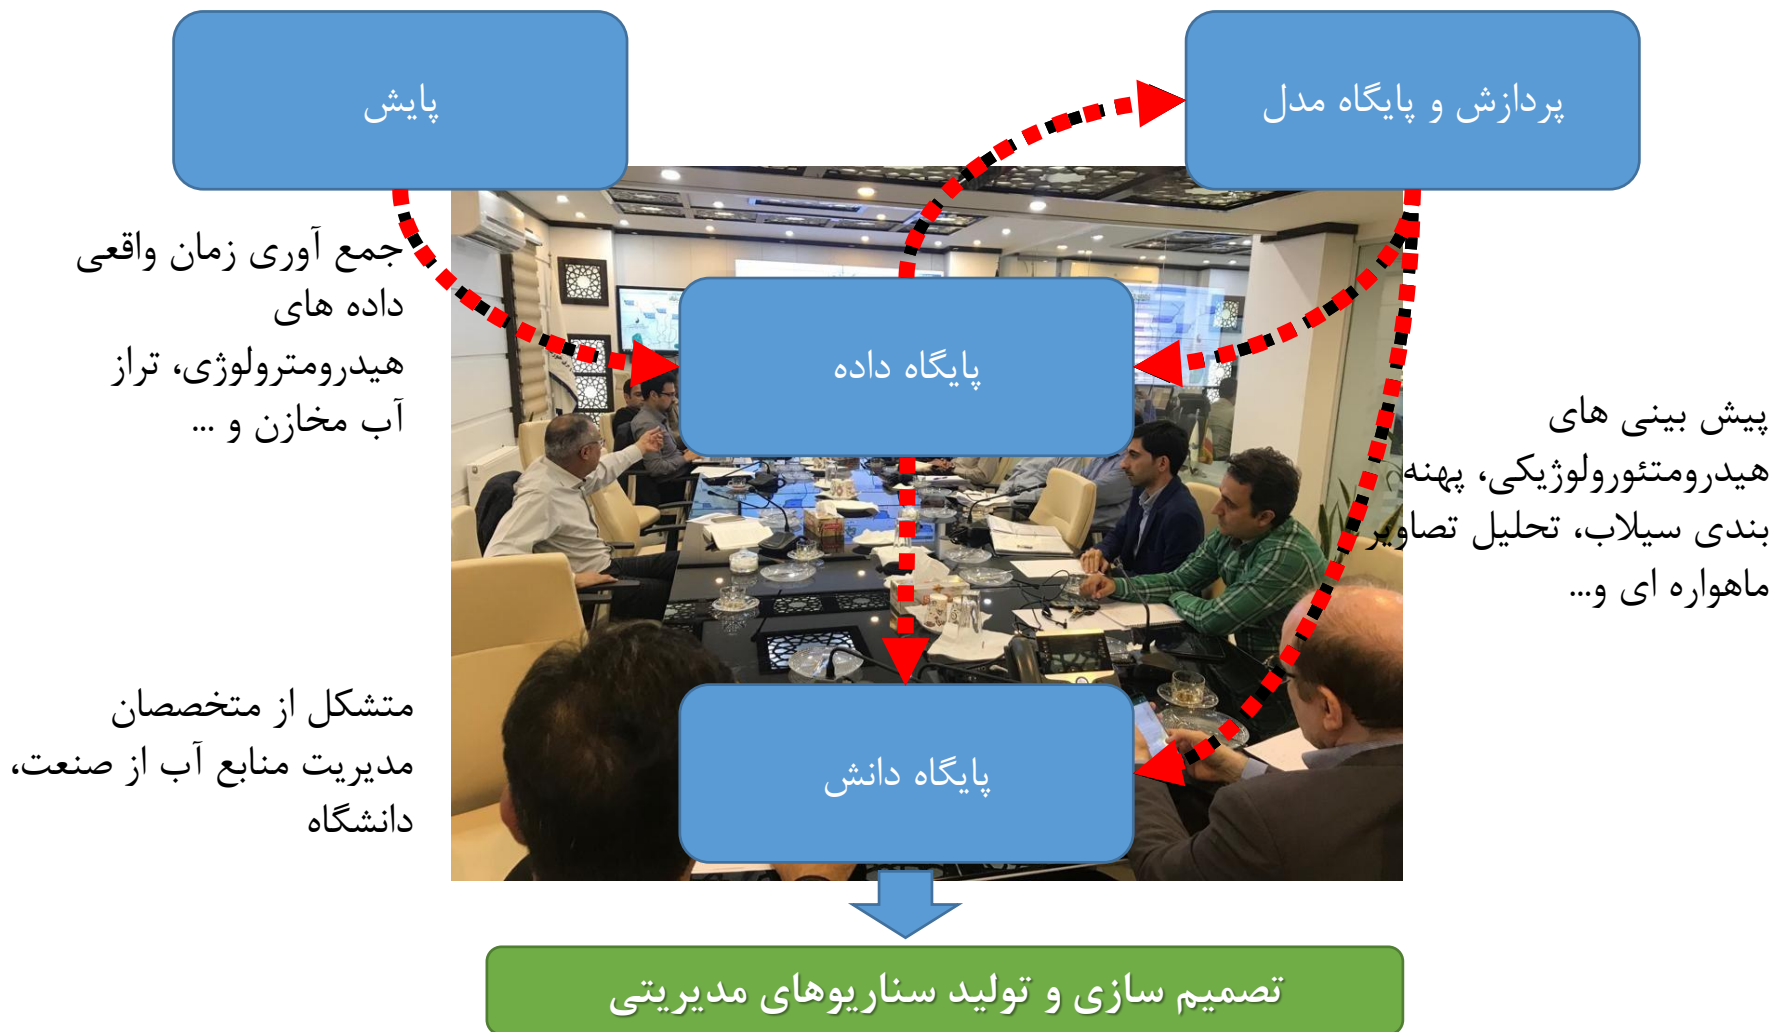 پایش
پردازش و پایگاه مدل
جمع آوری زمان واقعی
داده های
هیدرومترولوژی، تراز
آب مخازن و ...
پایگاه داده
پیش بینی های
هیدرومتئورولوژیکی، پهنه
بندی سیلاب، تحلیل تصاویر
ماهواره ای و...
متشکل از متخصصان
مدیریت منابع آب از صنعت،
دانشگاه
پایگاه دانش
تصمیم سازی و تولید سناریوهای مدیریتی